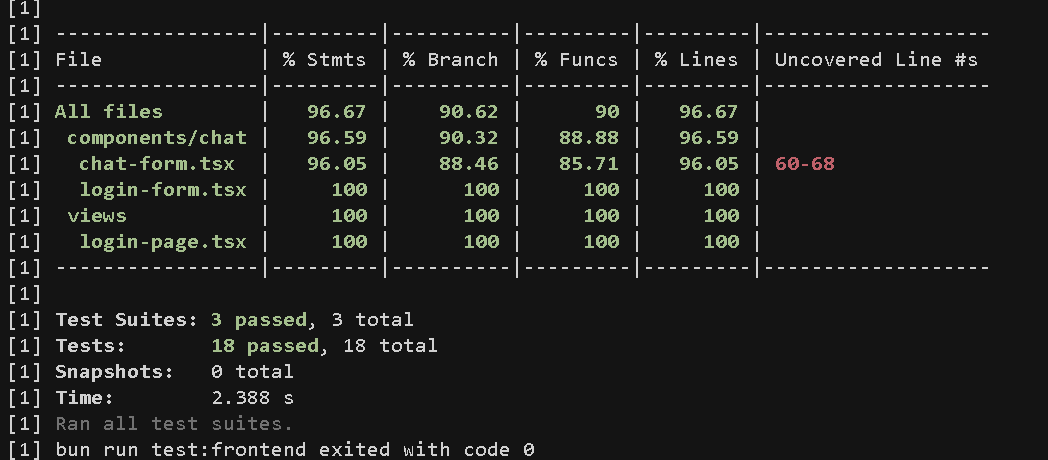 [1]
[1] -----------------|---------|----------|---------|---------|-------------------
[1] File             | % Stmts | % Branch | % Funcs | % Lines | Uncovered Line #s
[1] -----------------|---------|----------|---------|---------|-------------------
[1] All files        |   96.67 |    90.62 |      90 |   96.67 |
[1]  components/chat |   96.59 |    90.32 |   88.88 |   96.59 |
[1]   chat-form.tsx  |   96.05 |    88.46 |   85.71 |   96.05 | 60-68
[1]   login-form.tsx |     100 |      100 |     100 |     100 |
[1]  views           |     100 |      100 |     100 |     100 |
[1]   login-page.tsx |     100 |      100 |     100 |     100 |
[1] -----------------|---------|----------|---------|---------|-------------------
[1]
[1] Test Suites: 3 passed, 3 total
[1] Tests:       18 passed, 18 total
[1] Snapshots:   0 total
[1] Time:        2.388 s
[1] Ran all test suites.
[1] bun run test:frontend exited with code 0